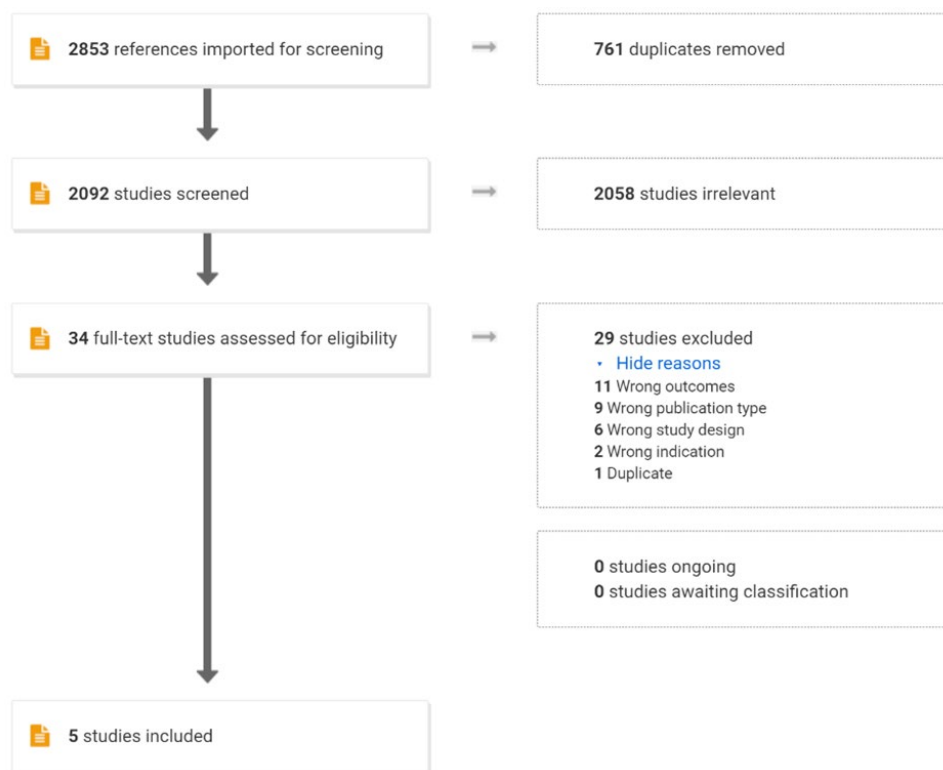 2853 references imported for screening
761 duplicates removed
2092 studies screened
2058 studies irrelevant
34 full-text studies assessed for eligibility
29 studies excluded
Hide reasons
11 Wrong outcomes
9 Wrong publication type
6 Wrong study design
2 Wrong indication
1 Duplicate
0 studies ongoing
0 studies awaiting classification
5 studies included